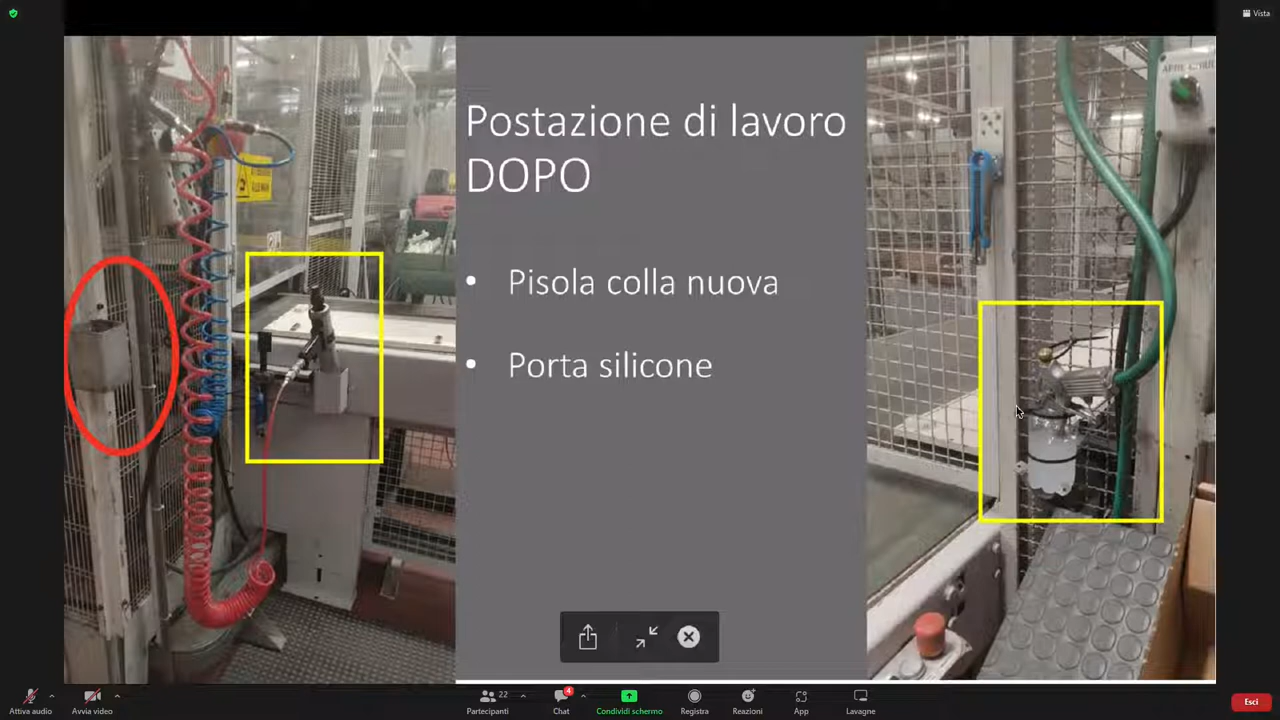 Vista
Postazione di lavoro
DOPO
• Pisola colla nuova
• Porta silicone
Attiva audio
Avvia video
22
Partecipanti
4
Chat
Condividi schermo
Registra
Reazioni
App
Lavagne
Esci